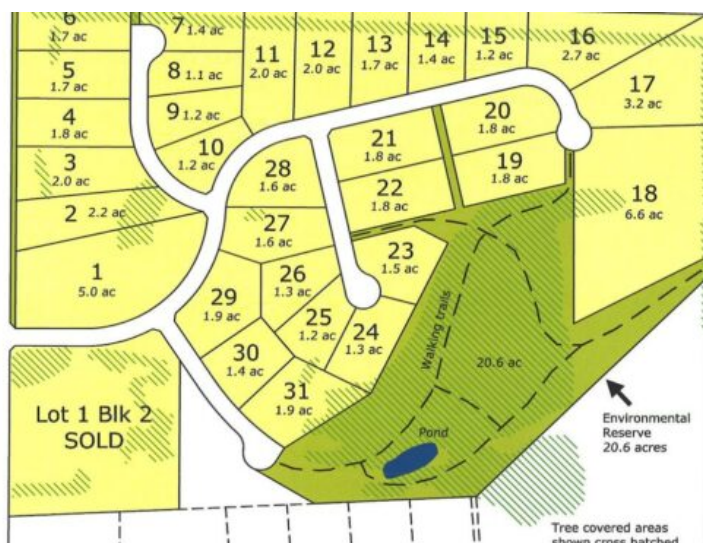 6
1.7 ac
7 1.4 ac
5
1.7 ac
8 1.1 ac
4
1.8 ac
9 1.2 ac
3
2.0 ac
10
1.2 ac
2 2.2 ac
1
5.0 ac
11
2.0 ac
12
2.0 ac
13
1.7 ac
14
1.4 ac
15
1.2 ac
16
2.7 ac
17
3.2 ac
18
6.6 ac
20
1.8 ac
19
1.8 ac
21
1.8 ac
22
1.8 ac
28
1.6 ac
27
1.6 ac
23
1.5 ac
26
1.3 ac
25
1.2 ac
24
1.3 ac
29
1.9 ac
30
1.4 ac
31
1.9 ac
Walking trails
20.6 ac
Pond
Lot 1 Blk 2
SOLD
Environmental
Reserve
20.6 acres
Tree covered areas
shown cross hatched